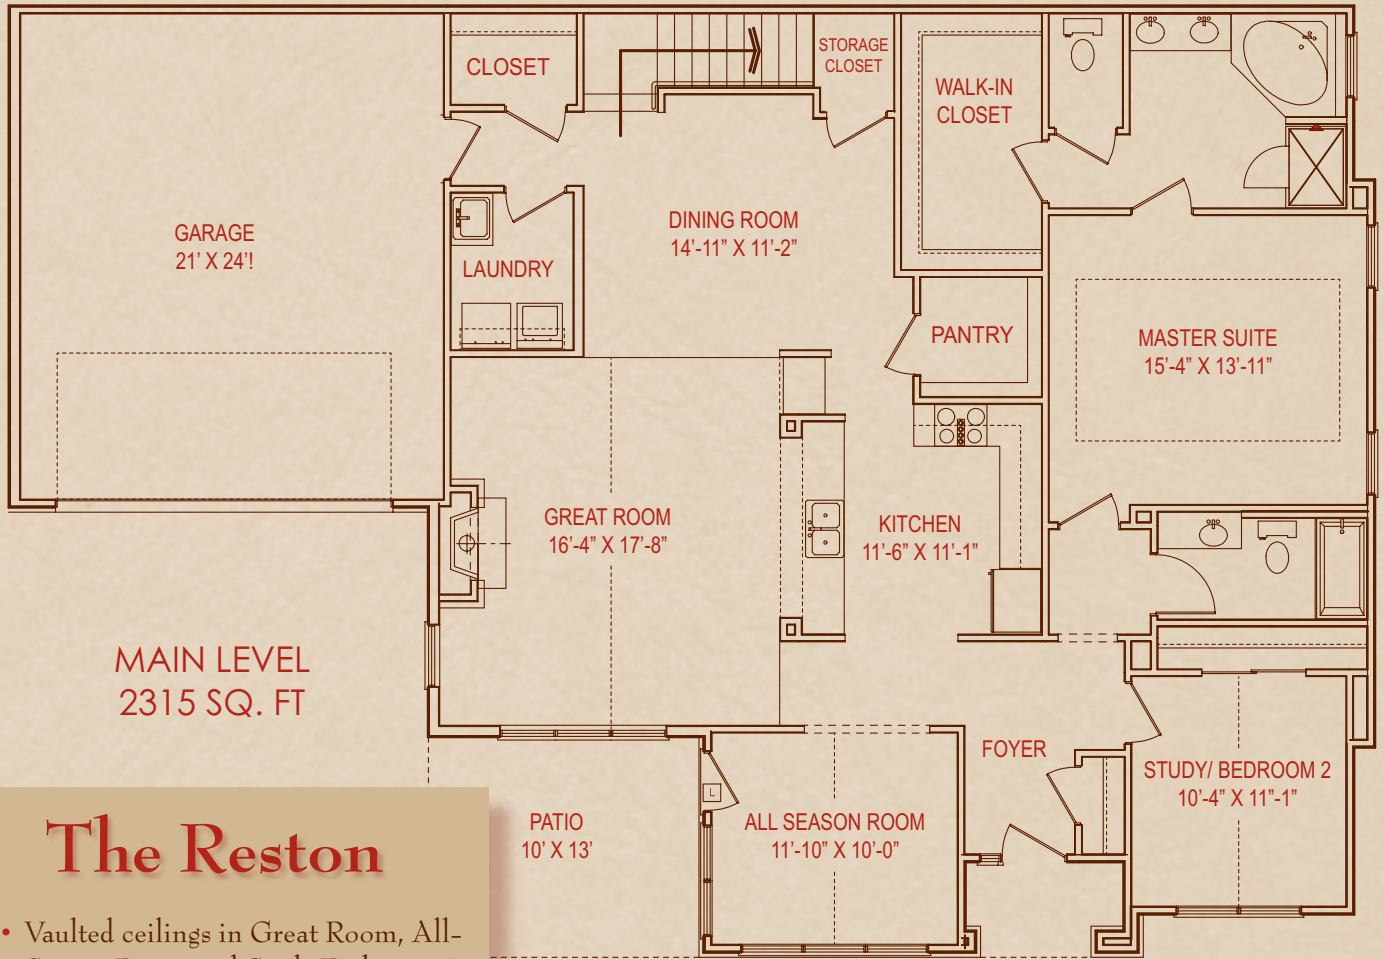 CLOSET
STORAGE
CLOSET
WALK-IN
CLOSET
GARAGE
21' X 24'!
LAUNDRY
DINING ROOM
14'-11" X 11'-2"
PANTRY
MASTER SUITE
15'-4" X 13'-11"
GREAT ROOM
16'-4" X 17'-8"
KITCHEN
11'-6" X 11'-1"
MAIN LEVEL
2315 SQ. FT
FOYER
STUDY/ BEDROOM 2
10'-4" X 11"-1"
PATIO
10' X 13'
L
ALL SEASON ROOM
11'-10" X 10'-0"
The Reston
• Vaulted ceilings in Great Room, All-